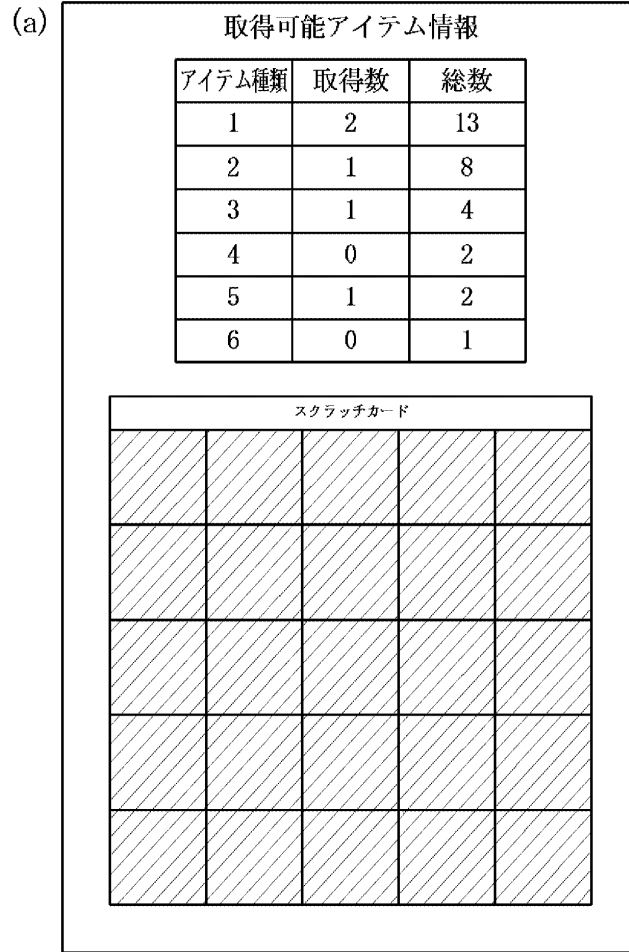 (a)
取得可能アイテム情報
アイテム種類 取得数 総数
1 2 13
2 1 8
3 1 4
4 0 2
5 1 2
6 0 1
スクラッチカード